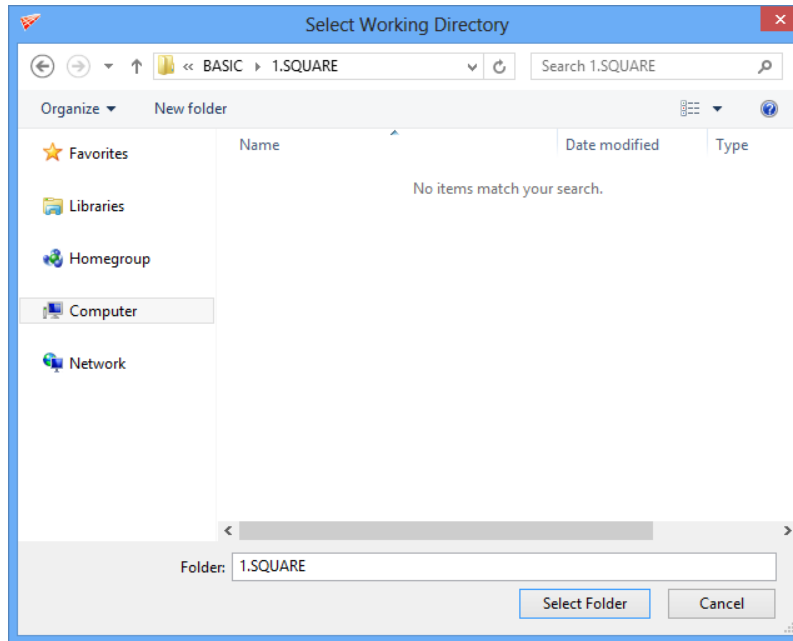 Select Working Directory
« BASIC 1.SQUARE Search 1.SQUARE
Organize New folder
Name Date modified Type
Favorites
No items match your search.
Libraries
Homegroup
Computer
Network
Folder: 1.SQUARE
Select Folder Cancel